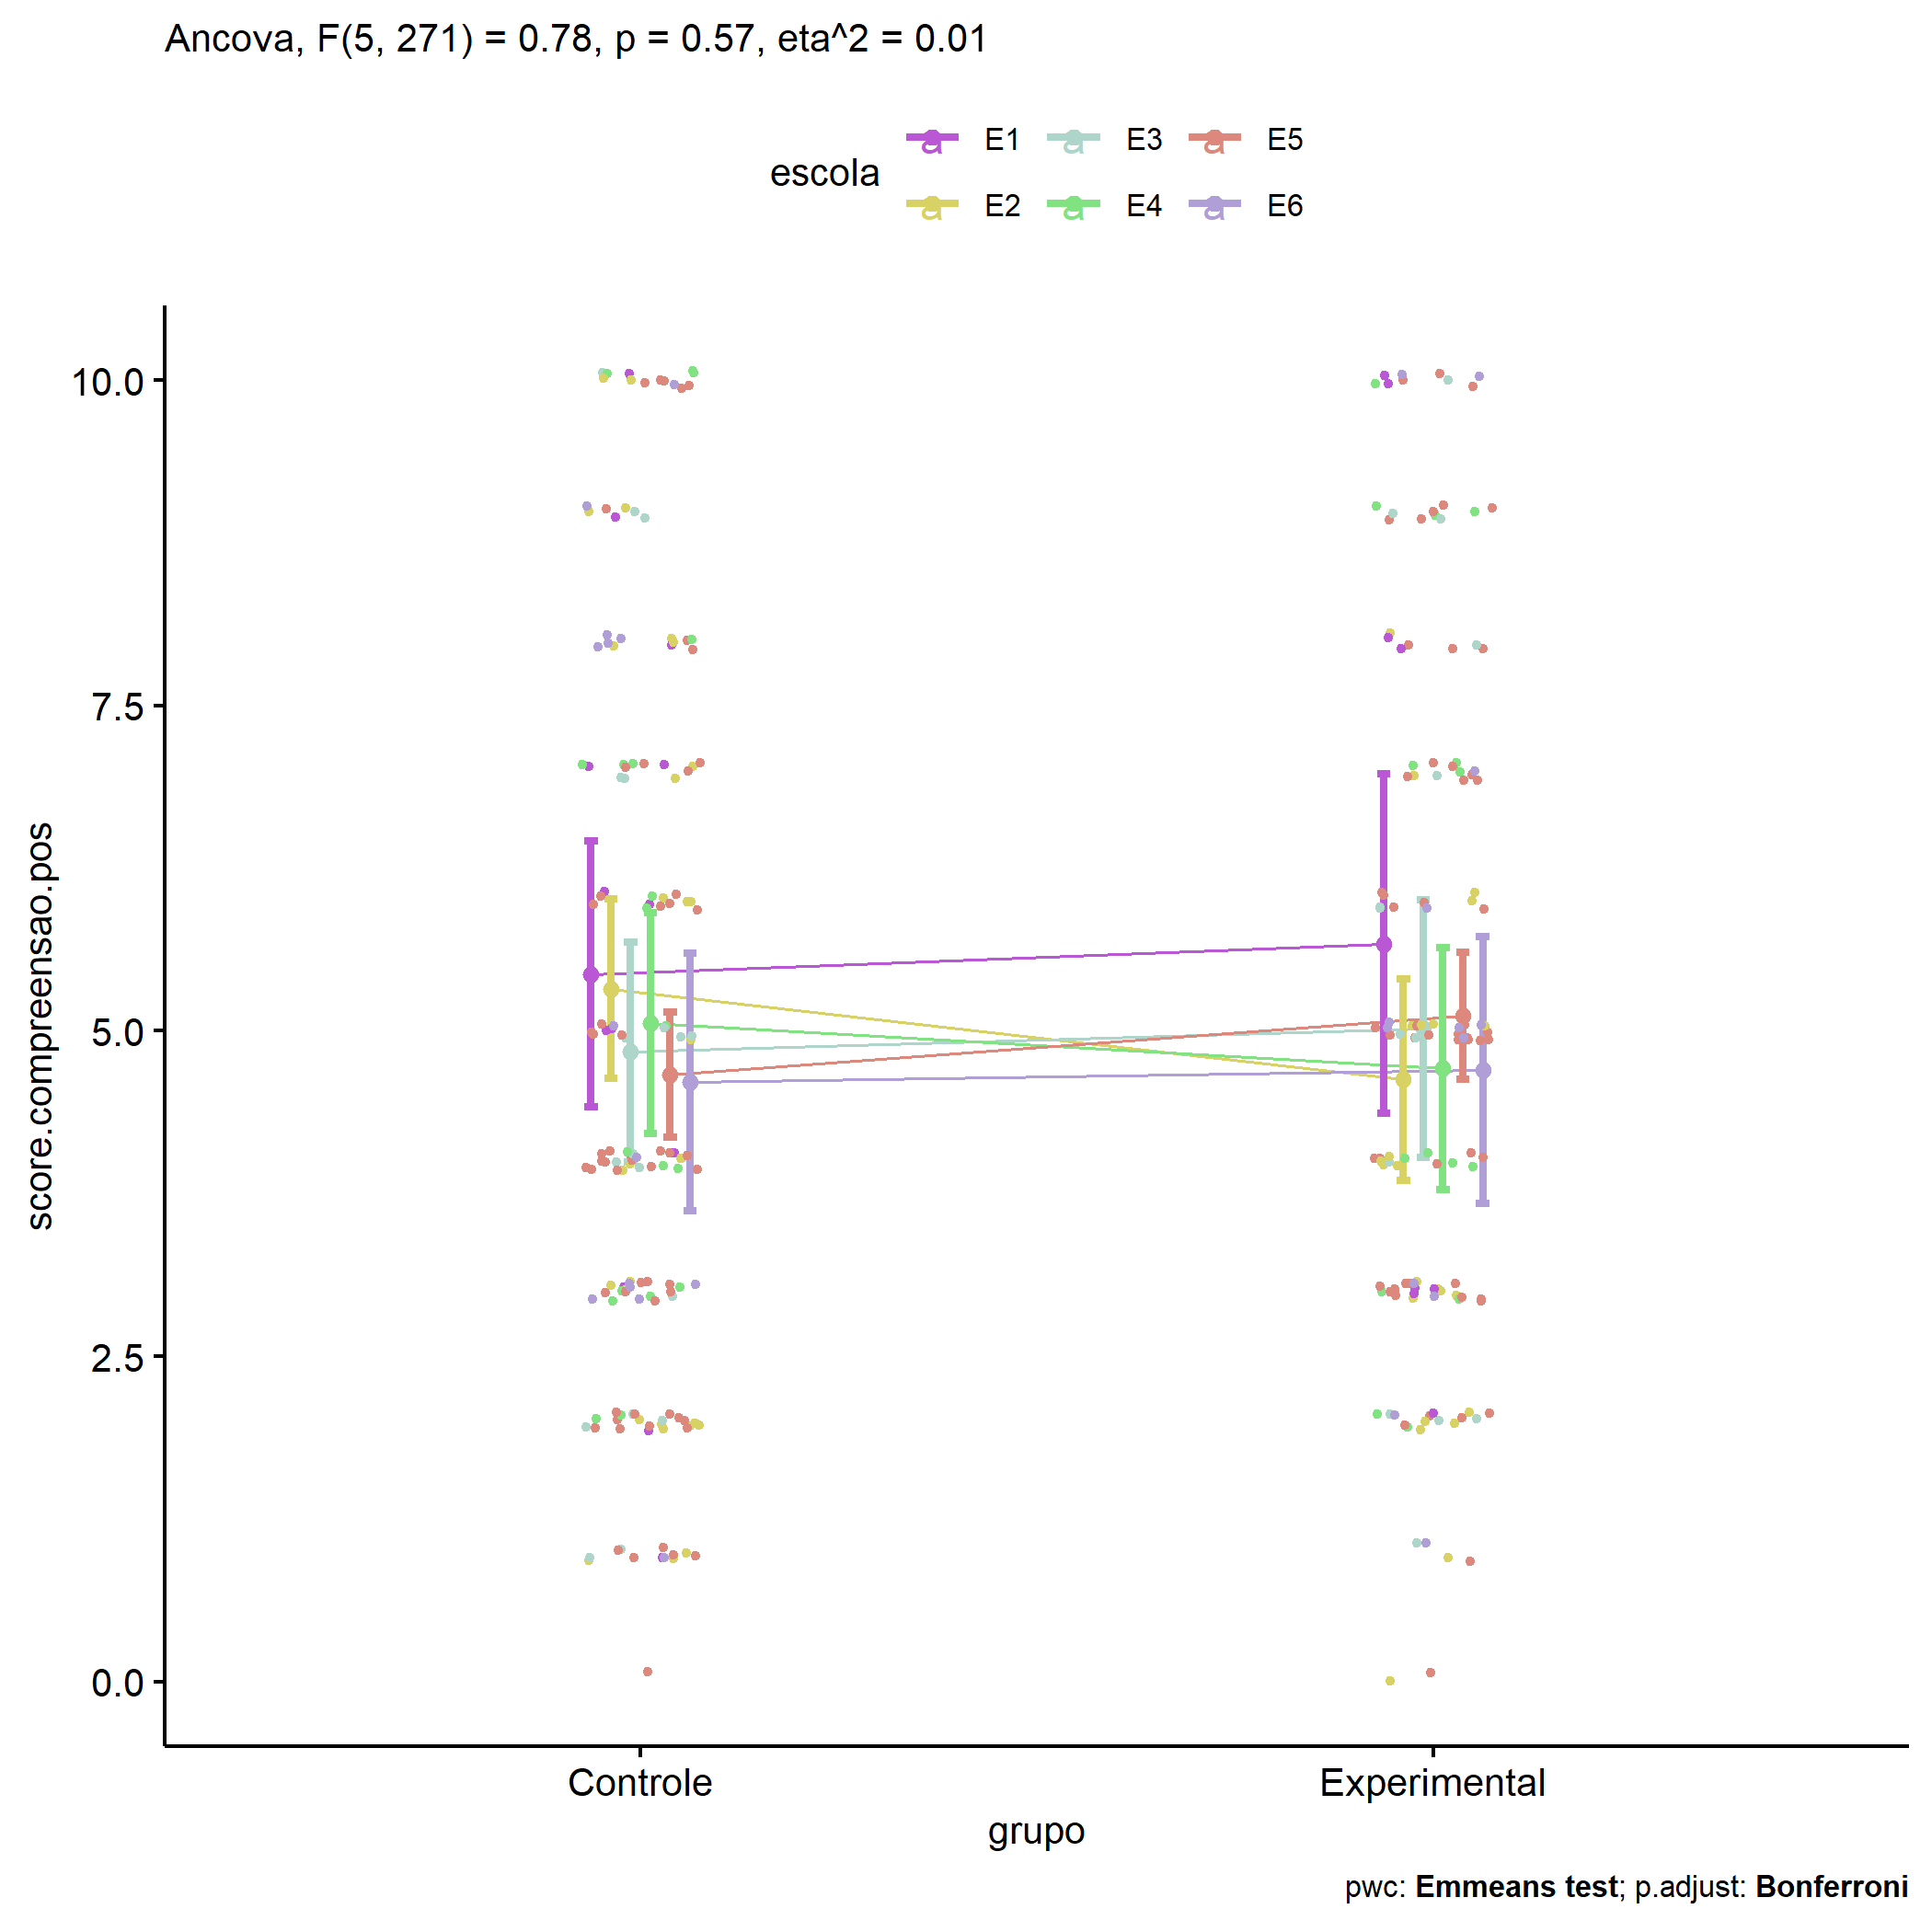 Ancova, F(5, 271) = 0.78, p = 0.57, eta^2 = 0.01
escola
a E1 a E3 a E5
a E2 a E4 a E6
score.compreensao.pos
10.0
7.5
5.0
2.5
0.0
Controle Experimental
grupo
pwc: Emmeans test; p.adjust: Bonferroni